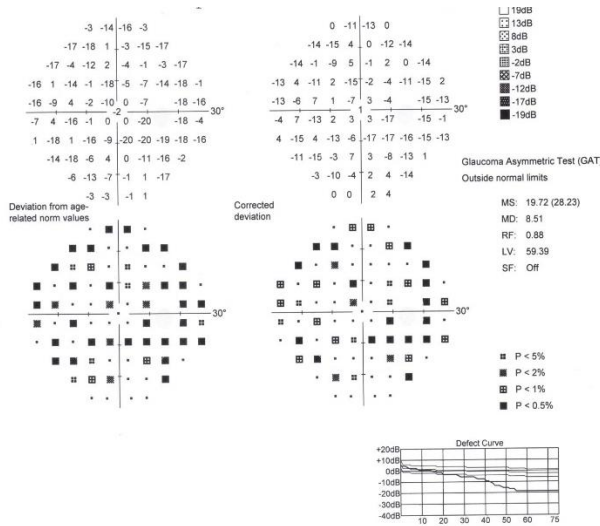 -3 -14 -16 -3
-17 -18 1 -3 -15 -17
-17 -4 -12 2 -4 -1 -3 -17
-16 1 -14 -1 -5 1 -2 -14 -18 -1
-16 -9 4 -2 0 -7 -18 -16
-2
30°
-7 4 -16 -1 0 0 -2 -18 -4
1 -18 1 -16 -9 0 -20 -20 -19 -18 -16
-14 -18 -6 4 0 -11 -16 -2
-6 -13 -7 1 -9 -18
-3 -3 -1 1
0 -11 -13 0
-14 -15 4 0 -12 -14
-14 -1 -9 5 -1 2 0 -14
-13 4 -11 2 -2 4 1 -11 -15 2
-13 -6 7 1 3 -4 -15 -13
1
30°
-4 7 -13 2 3 3 1 -15 -1
4 -15 4 -13 -6 3 -17 -17 -16 -15 -13
-11 -15 -3 7 3 -8 -13 1
-3 -10 -4 4 -15
0 0 2 4
19dB
13dB
8dB
3dB
-2dB
-7dB
-12dB
-17dB
-19dB
Glaucoma Asymmetric Test (GAT)
Outside normal limits
MS: 19.72 (28.23)
MD: 8.51
RF: 0.88
LV: 59.39
SF: Off
Deviation from age-
related norm values
30°
Corrected
deviation
30°
P < 5%
P < 2%
P < 1%
P < 0.5%
Defect Curve
+20dB
+10dB
0dB
-10dB
-20dB
-30dB
-40dB
10 20 30 40 50 60 75